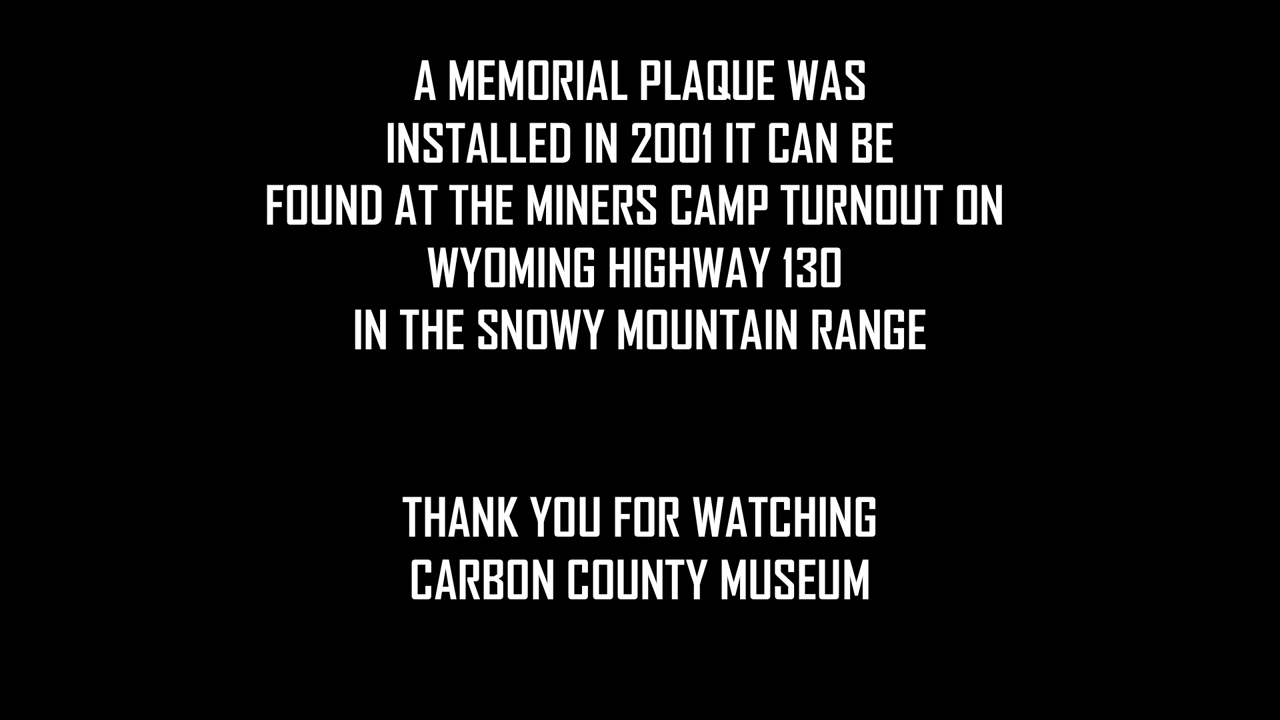 A MEMORIAL PLAQUE WAS
INSTALLED IN 2001 IT CAN BE
FOUND AT THE MINERS CAMP TURNOUT ON
WYOMING HIGHWAY 130
IN THE SNOWY MOUNTAIN RANGE
THANK YOU FOR WATCHING
CARBON COUNTY MUSEUM